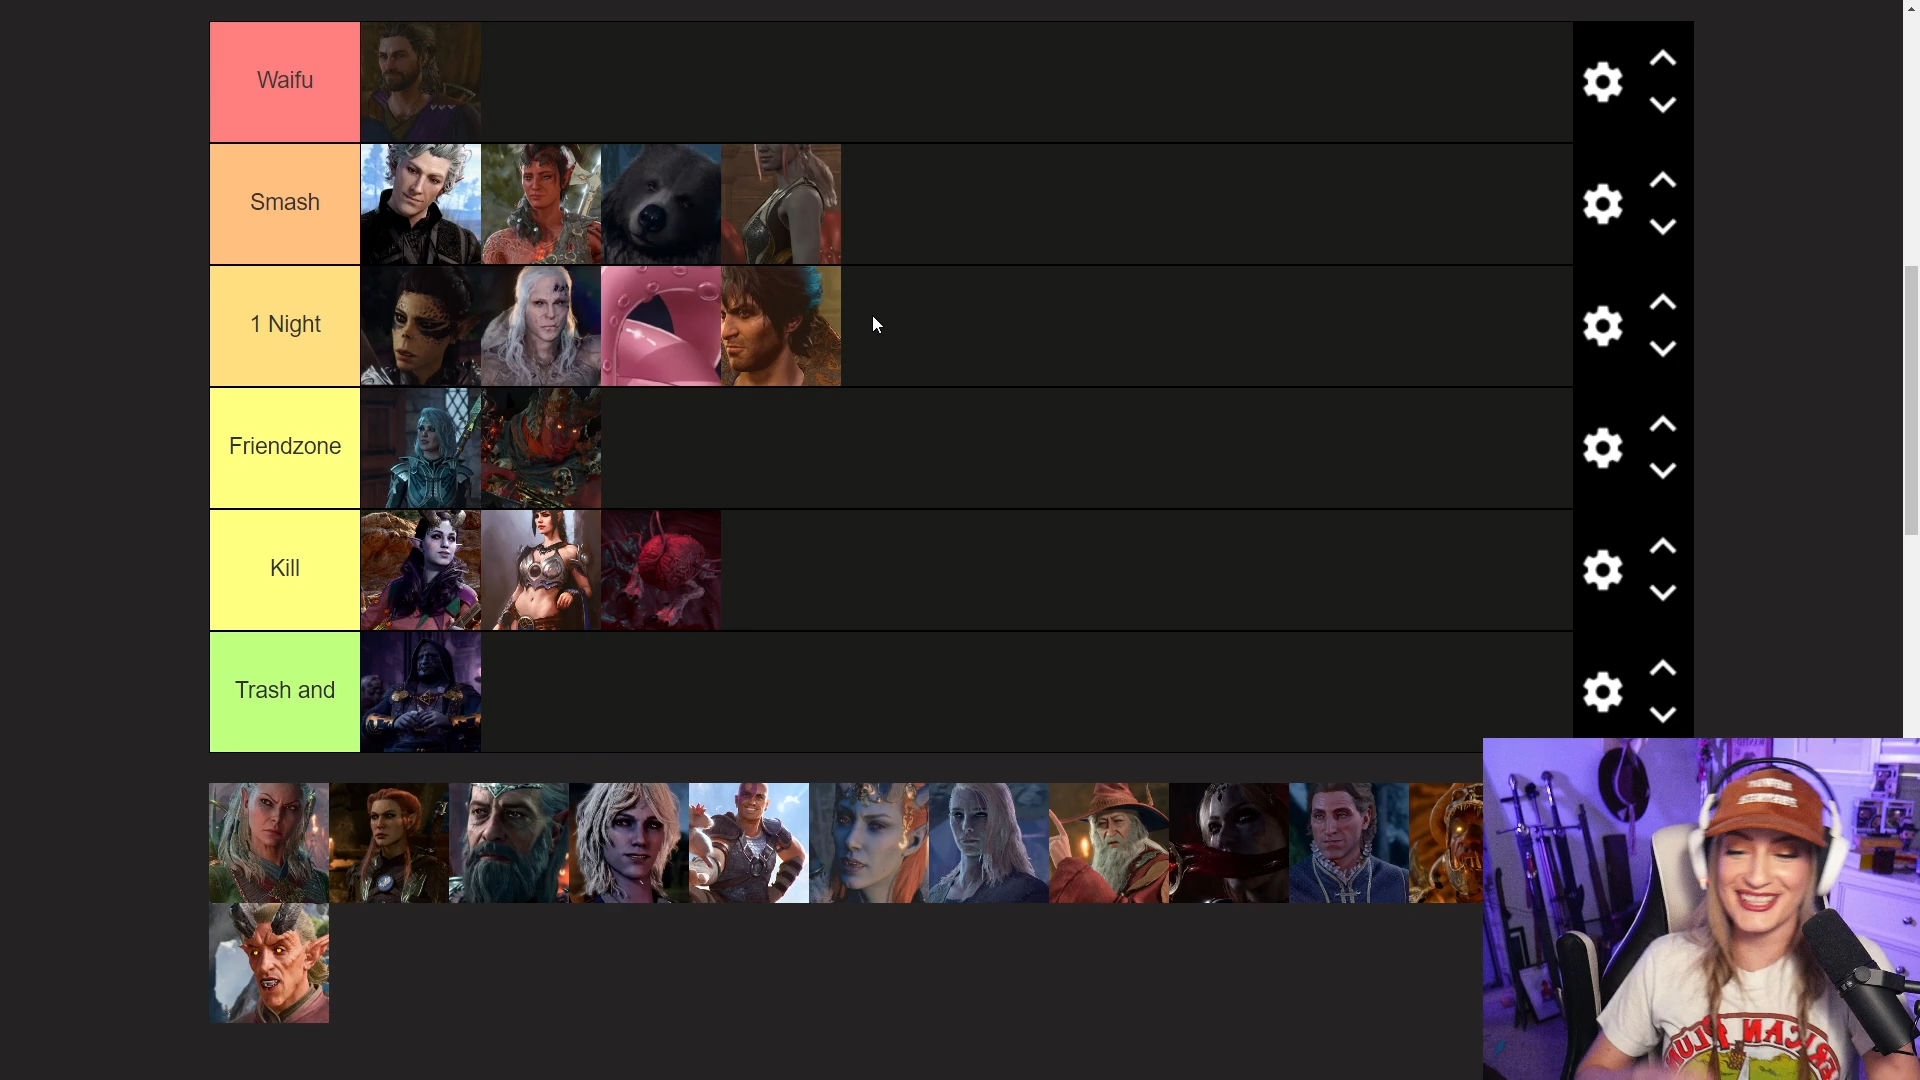 Waifu
Smash
1 Night
Friendzone
Kill
Trash and